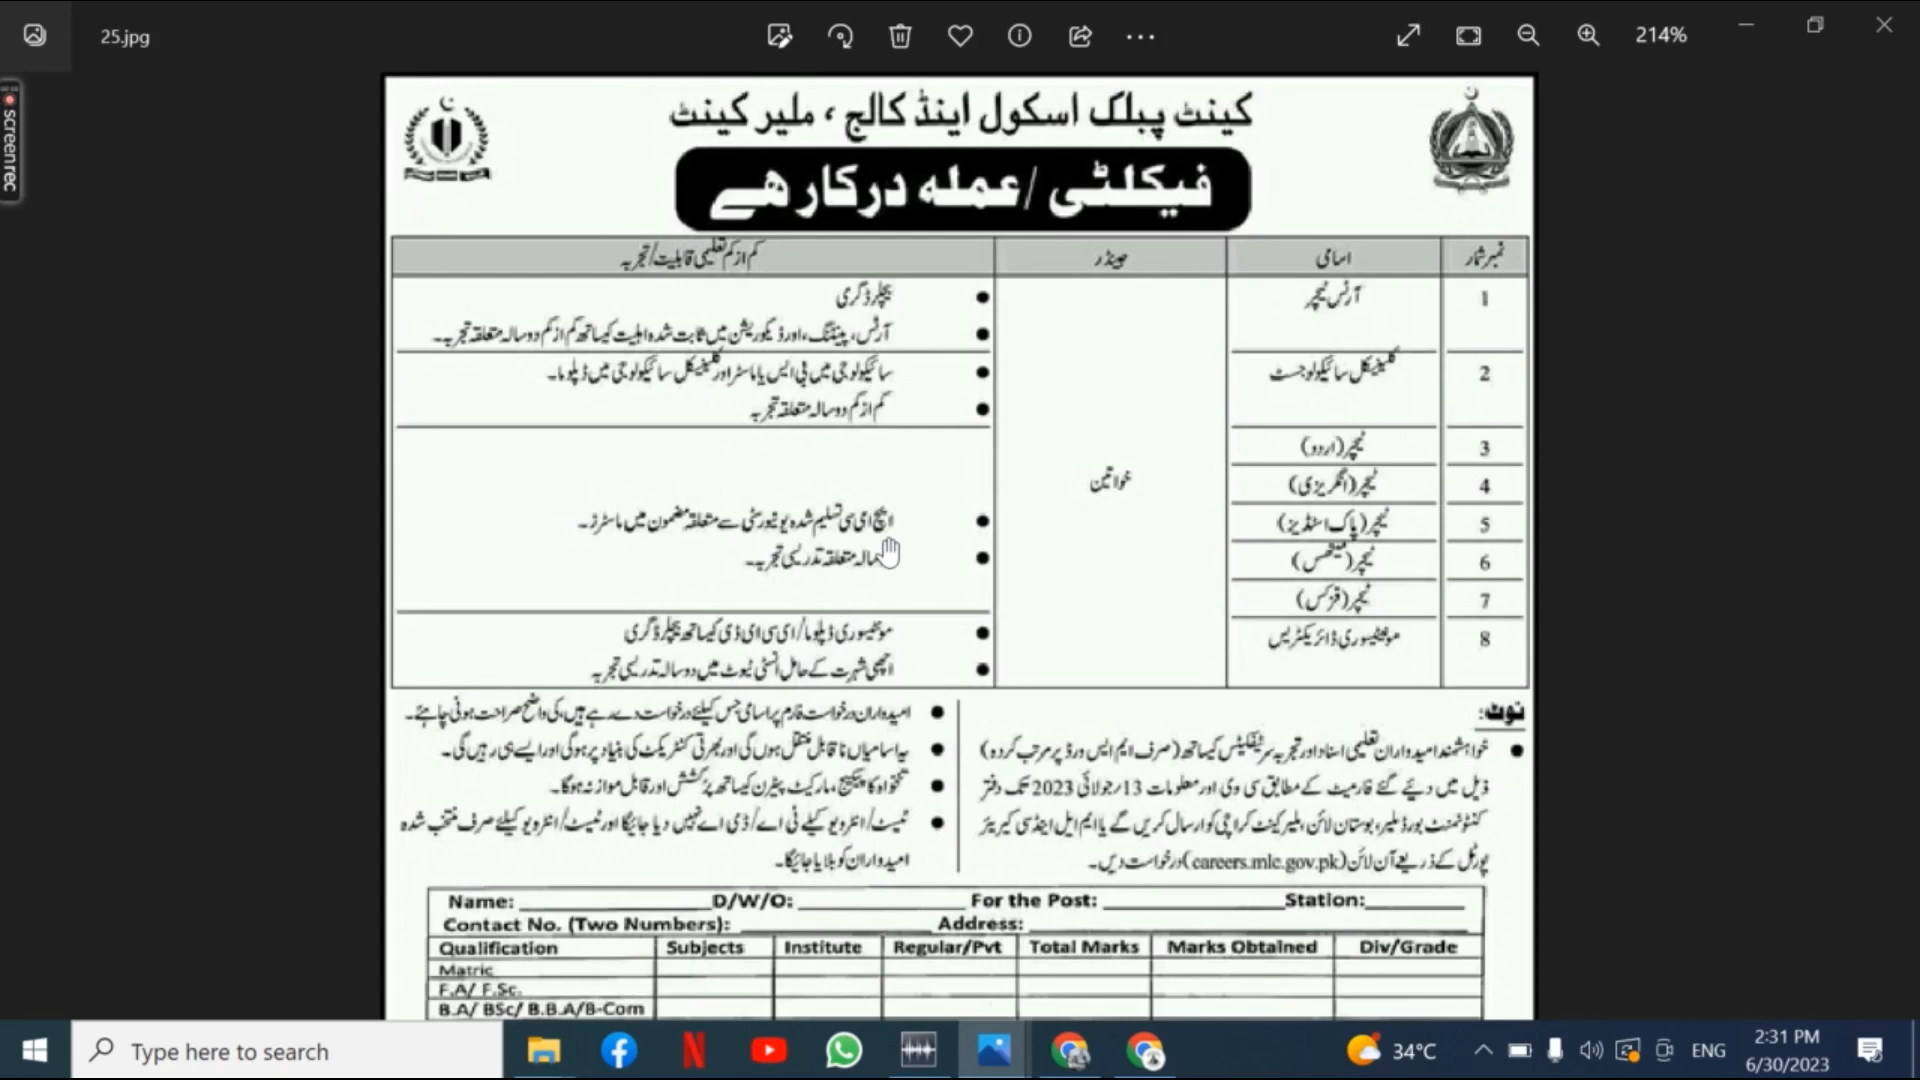 25.jpg
214%
screenrec
کینٹ پبلک اسکول اینڈ کالج ، ملیر کینٹ
فیکلٹی / عملہ درکار ہے
نمبر شمار اسامی جینڈر کم از کم تعلیمی قابلیت/تجربہ
1 آرٹس ٹیچر بیچلر ڈگری
آرٹس، پینٹنگ، اور ڈیکوریشن میں ثابت شدہ اہلیت کیساتھ کم از کم دو سالہ متعلقہ تجربہ۔
2 کلینیکل سائیکولوجسٹ سائیکولوجی میں بی ایس یا ماسٹر اور کلینیکل سائیکولوجی میں ڈپلوما۔
کم از کم دو سالہ متعلقہ تجربہ
3 ٹیچر (اردو)
خواتین
4 ٹیچر (انگریزی)
5 ٹیچر (پاک اسٹڈیز) ایچ ای سی تسلیم شدہ یونیورسٹی سے متعلقہ مضمون میں ماسٹرز۔
6 ٹیچر (میتھس) متعلقہ تدریسی تجربہ۔
7 ٹیچر (فزکس)
8 مونٹیسوری ڈائریکٹریس مونٹیسوری ڈپلوما/ای سی ای ڈی کیساتھ بیچلر ڈگری
اچھی شہرت کے حامل انسٹی ٹیوٹ میں دو سالہ تدریسی تجربہ
نوٹ:
خواہشمند امیدواران تعلیمی اسناد اور تجربہ سرٹیفکیٹس کیساتھ (صرف ایم ایس ورڈ پر مرتب کردہ)
ذیل میں دیئے گئے فارمیٹ کے مطابق سی وی اور معلومات 13؍جولائی 2023 تک دفتر
کنٹونمنٹ بورڈ ملیر، بوستان لائن، ملیر کینٹ کراچی کو ارسال کریں گے یا ایم ایل اینڈ سی کیریئر
پورٹل کے ذریعے آن لائن (careers.mlc.gov.pk) درخواست دیں۔
امیدواران درخواست فارم پر اسامی جس کیلئے درخواست دے رہے ہیں، کی واضح صراحت ہونی چاہئے۔
یہ اسامیاں ناقابل منتقل ہوں گی اور بھرتی کنٹریکٹ کی بنیاد پر ہوگی اور ایسے ہی رہیں گی۔
تنخواہ کا پیکیج، مارکیٹ پیٹرن کیساتھ پرکشش اور قابل موازنہ ہوگا۔
ٹیسٹ/انٹرویو کیلئے ٹی اے/ڈی اے نہیں دیا جائیگا اور ٹیسٹ/انٹرویو کیلئے صرف منتخب شدہ
امیدواران کو بلایا جائیگا۔
Name: D/W/O: For the Post: Station:
Contact No. (Two Numbers): Address:
Qualification Subjects Institute Regular/Pvt Total Marks Marks Obtained Div/Grade
Matric
F.A/ F.Sc.
B.A/ BSc/ B.B.A/B-Com
Type here to search
34°C
ENG
2:31 PM
6/30/2023